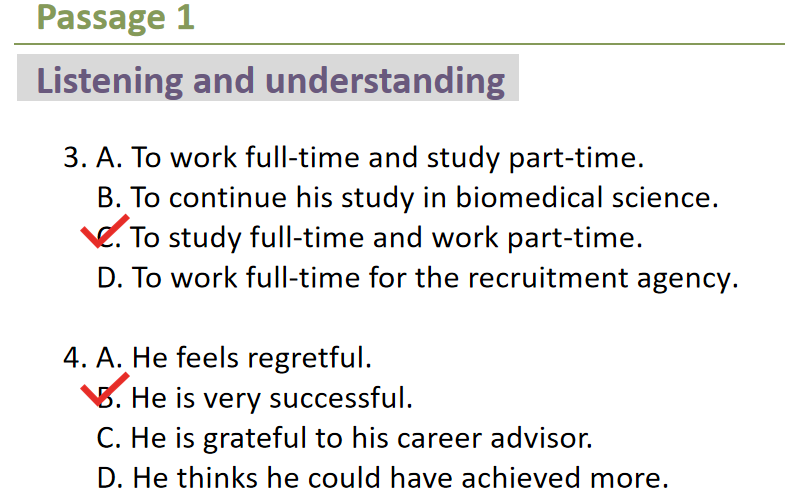 Passage 1
Listening and understanding
3. A. To work full-time and study part-time.
B. To continue his study in biomedical science.
C. To study full-time and work part-time.
D. To work full-time for the recruitment agency.
4. A. He feels regretful.
B. He is very successful.
C. He is grateful to his career advisor.
D. He thinks he could have achieved more.